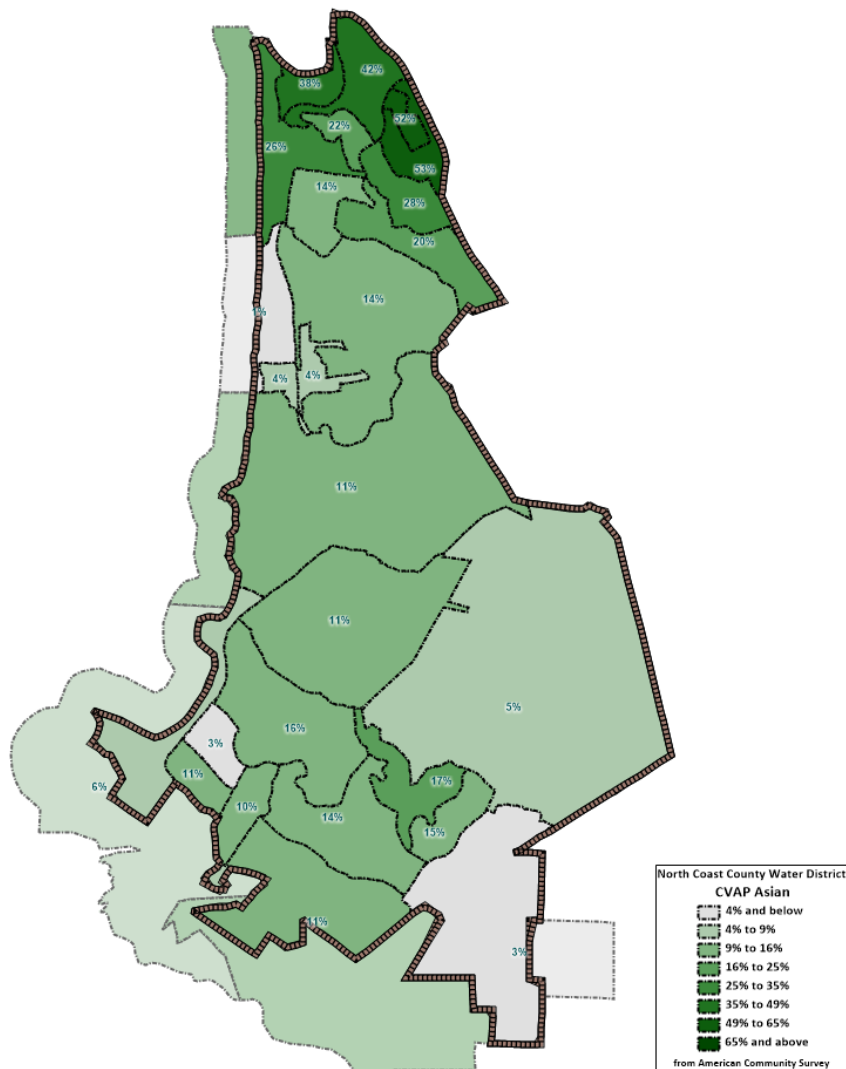 42%
38%
52%
22%
26%
53%
14%
28%
20%
14%
1%
4%
4%
11%
11%
5%
16%
3%
11%
17%
6%
10%
14%
15%
11%
3%
North Coast County Water District
CVAP Asian
4% and below
4% to 9%
9% to 16%
16% to 25%
25% to 35%
35% to 49%
49% to 65%
65% and above
from American Community Survey